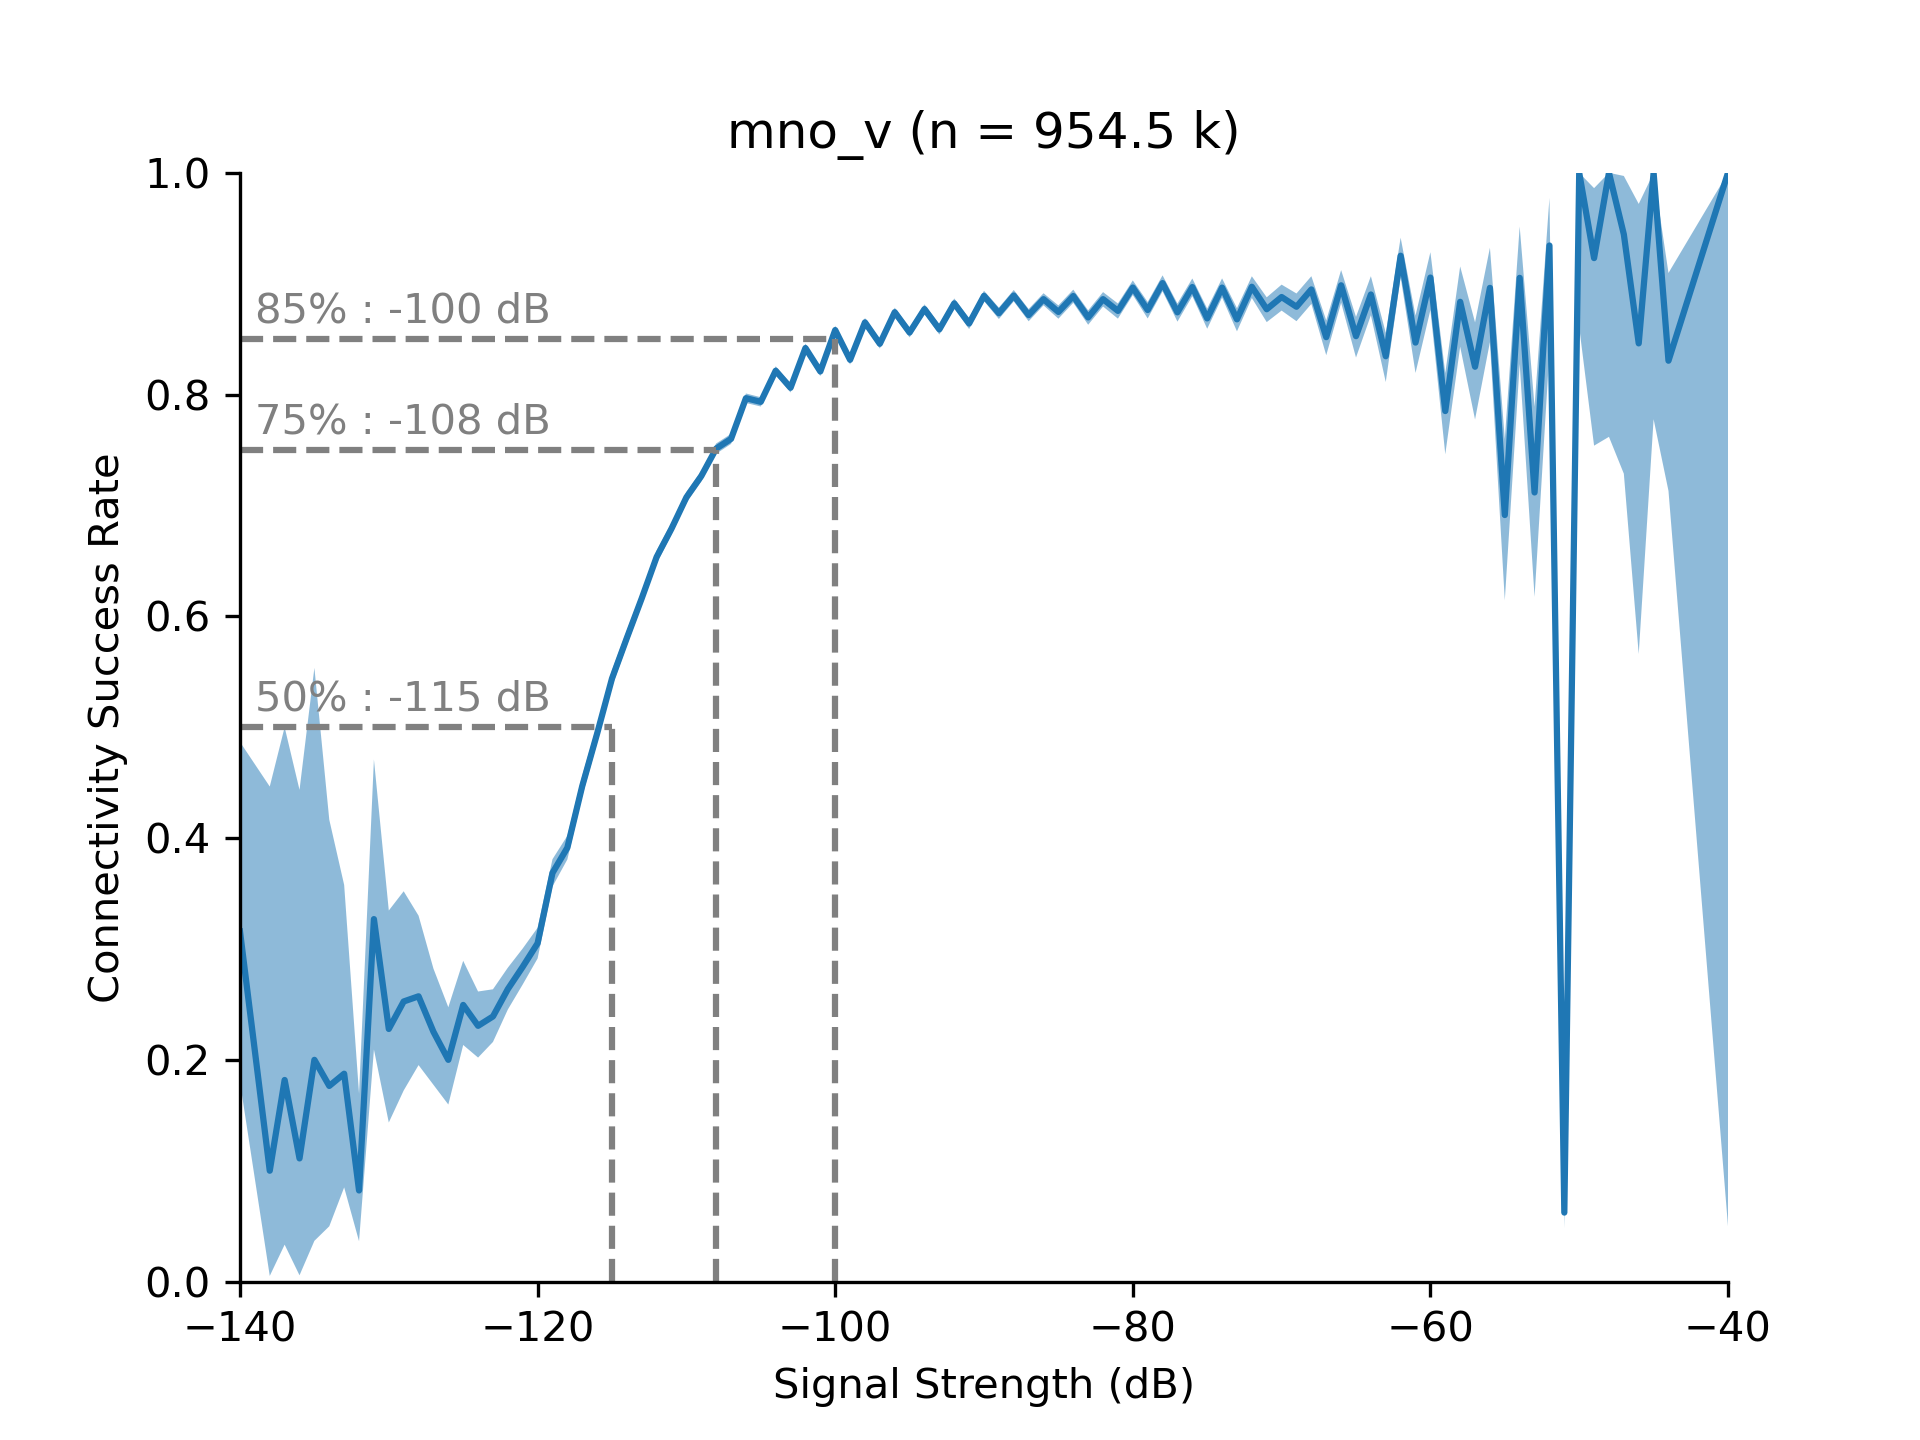 mno_v (n = 954.5 k)
1.0
85% : -100 dB
0.8
75% : -108 dB
Connectivity Success Rate
0.6
50% : -115 dB
0.4
0.2
0.0
−140 −120 −100 −80 −60 −40
Signal Strength (dB)